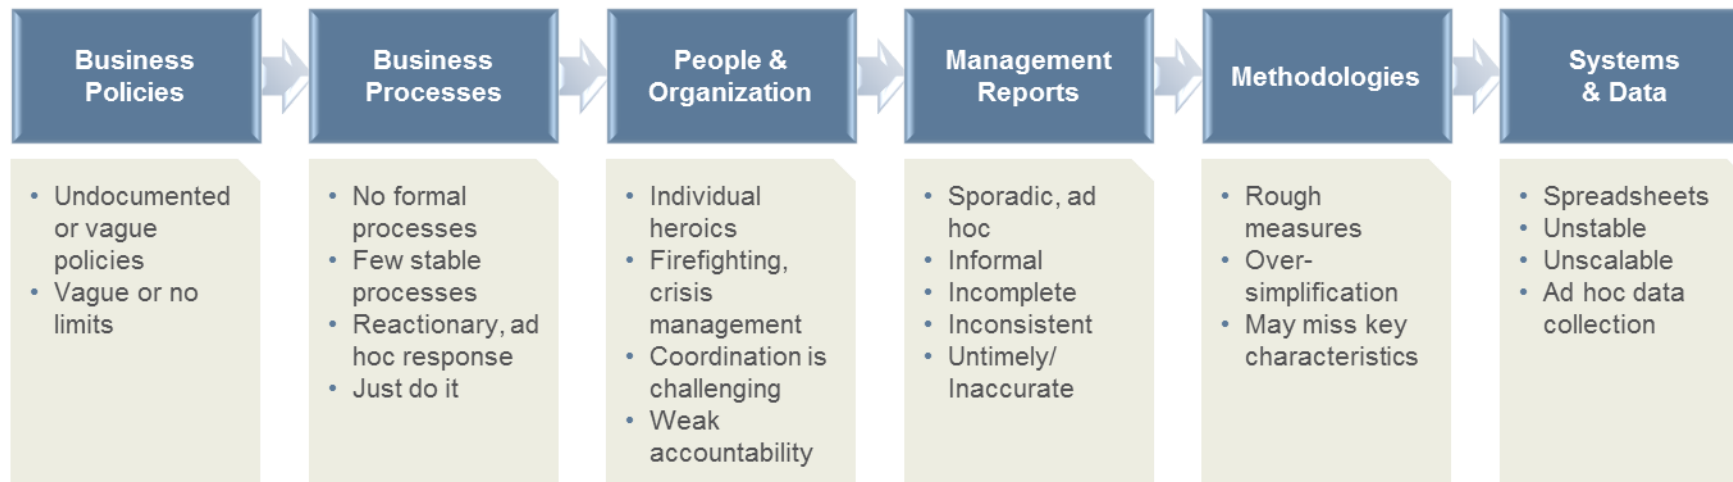 Business
Policies
Business
Processes
People &
Organization
Management
Reports
Methodologies
Systems
& Data
• Undocumented
or vague
policies
• Vague or no
limits
• No formal
processes
• Few stable
processes
• Reactionary, ad
hoc response
• Just do it
• Individual
heroics
• Firefighting,
crisis
management
• Coordination is
challenging
• Weak
accountability
• Sporadic, ad
hoc
• Informal
• Incomplete
• Inconsistent
• Untimely/
Inaccurate
• Rough
measures
• Over-
simplification
• May miss key
characteristics
• Spreadsheets
• Unstable
• Unscalable
• Ad hoc data
collection